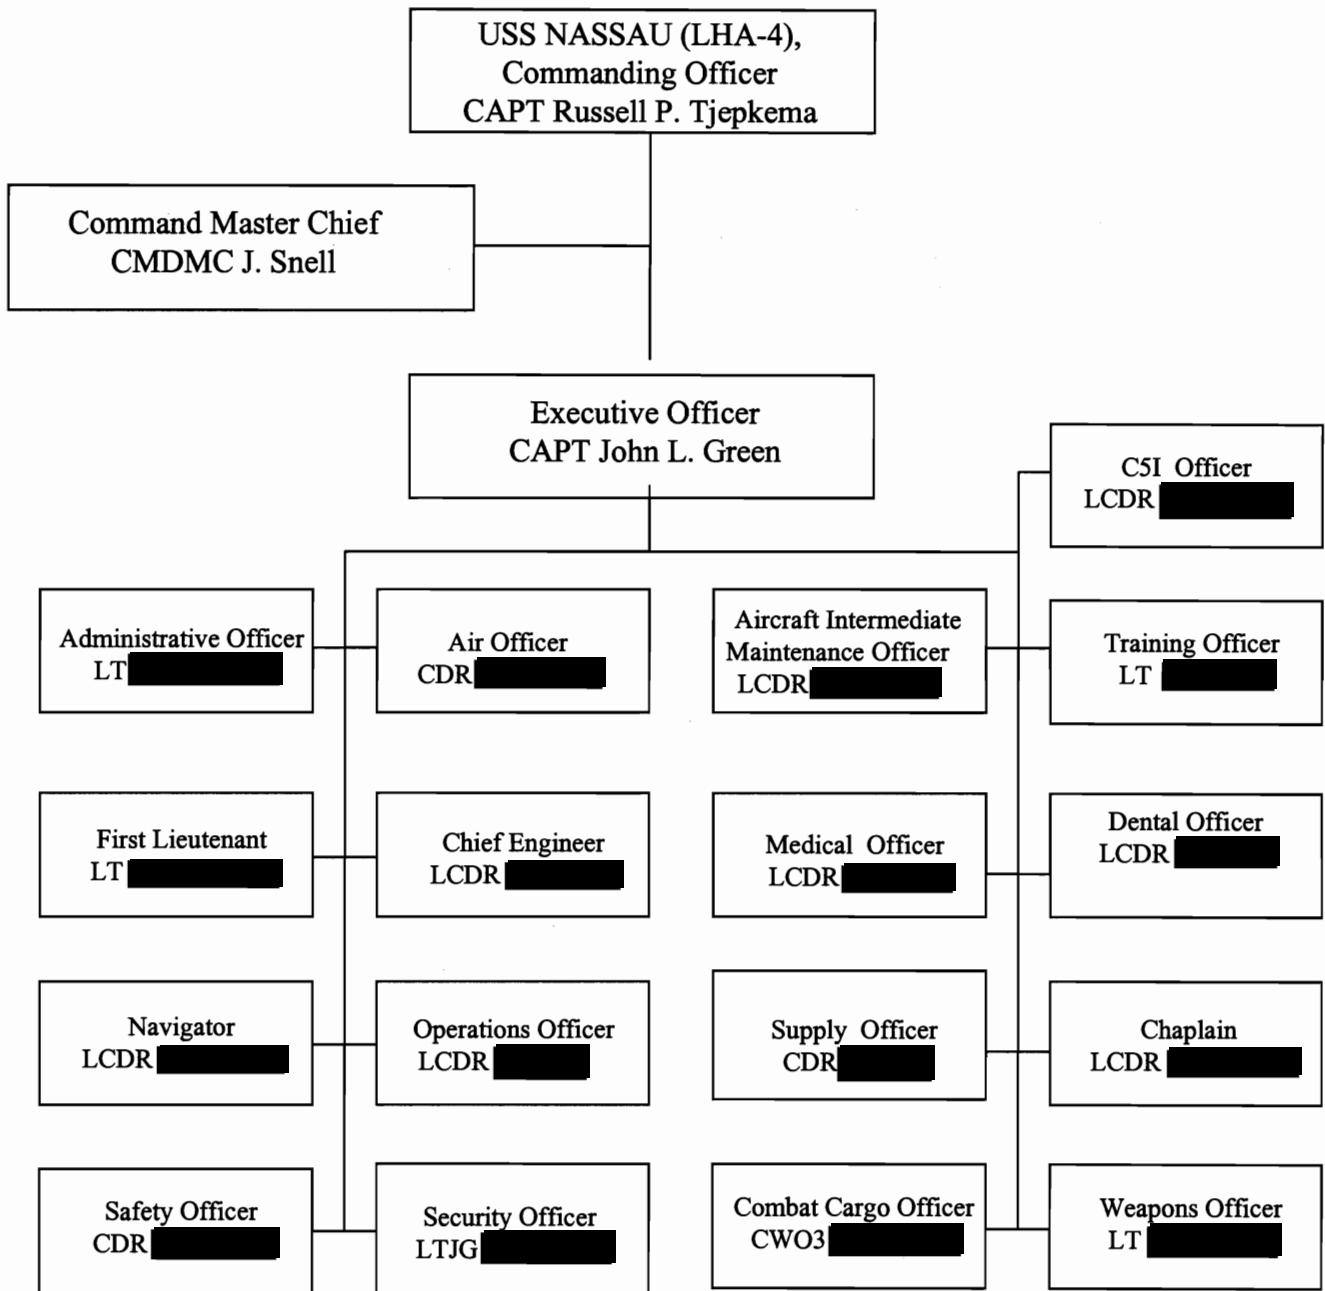 USS NASSAU (LHA-4),
Commanding Officer
CAPT Russell P. Tjepkema
Command Master Chief
CMDMC J. Snell
Executive Officer
CAPT John L. Green
C5I Officer
LCDR
Administrative Officer
LT
Air Officer
CDR
Aircraft Intermediate
Maintenance Officer
LCDR
Training Officer
LT
First Lieutenant
LT
Chief Engineer
LCDR
Medical Officer
LCDR
Dental Officer
LCDR
Navigator
LCDR
Operations Officer
LCDR
Supply Officer
CDR
Chaplain
LCDR
Safety Officer
CDR
Security Officer
LTJG
Combat Cargo Officer
CWO3
Weapons Officer
LT